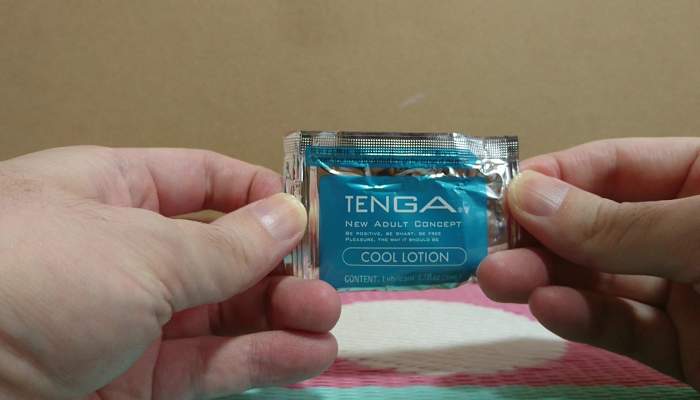 TENGA
NEW ADULT CONCEPT
BE POSITIVE, BE SMART, BE FREE
PLEASURE, THE WAY IT SHOULD BE
COOL LOTION
CONTENT: Lubricant